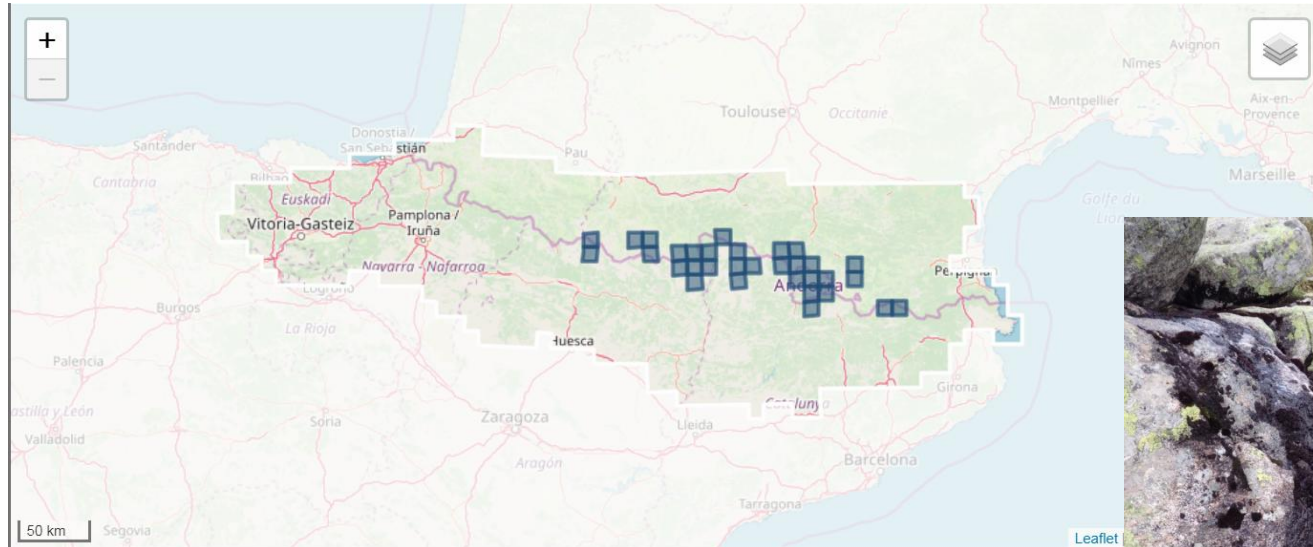 +
−
Avignon
Nîmes
Toulouse
Occitanie
Montpellier
Aix-en-
Provence
Santander
Donostia /
San Seba
stián
Pau
Marseille
Bilbao
Cantabria
Euskadi
Golfe du
Lion
Vitoria-Gasteiz
Pamplona /
Iruña
Navarra - Nafarroa
Perpignan
Andorra
Logroño
Burgos
La Rioja
Huesca
Palencia
Girona
Catalunya
Castilla y León
Soria
Zaragoza
Lleida
Valladolid
Barcelona
Aragón
Tarragona
50 km
Segovia
Leaflet